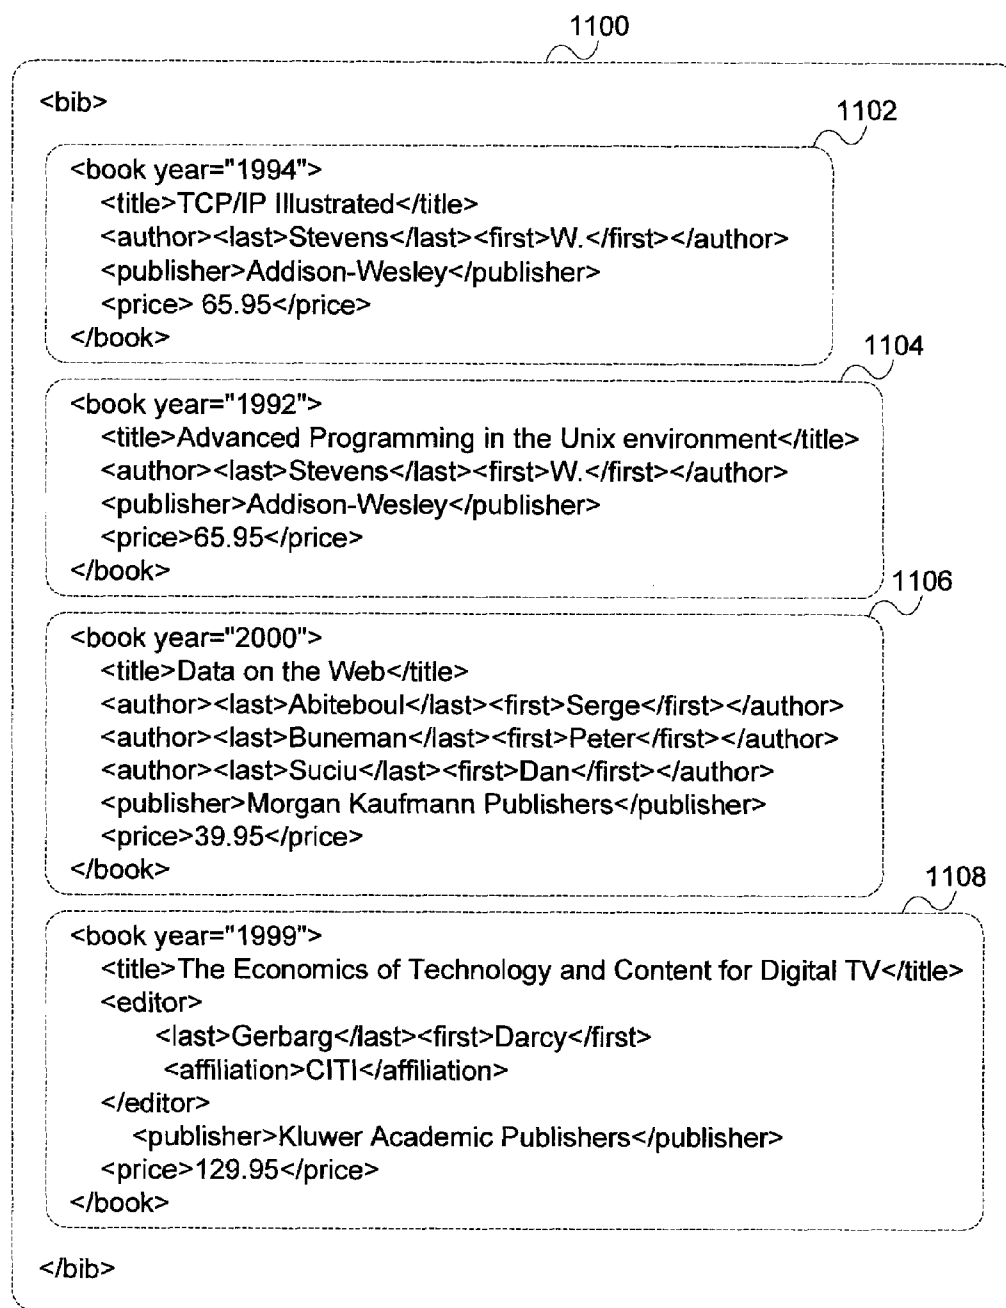 1100
<bib>
1102
<book year="1994">
<title>TCP/IP Illustrated</title>
<author><last>Stevens</last><first>W.</first></author>
<publisher>Addison-Wesley</publisher>
<price> 65.95</price>
</book>
1104
<book year="1992">
<title>Advanced Programming in the Unix environment</title>
<author><last>Stevens</last><first>W.</first></author>
<publisher>Addison-Wesley</publisher>
<price>65.95</price>
</book>
1106
<book year="2000">
<title>Data on the Web</title>
<author><last>Abiteboul</last><first>Serge</first></author>
<author><last>Buneman</last><first>Peter</first></author>
<author><last>Suciu</last><first>Dan</first></author>
<publisher>Morgan Kaufmann Publishers</publisher>
<price>39.95</price>
</book>
1108
<book year="1999">
<title>The Economics of Technology and Content for Digital TV</title>
<editor>
<last>Gerbarg</last><first>Darcy</first>
<affiliation>CITI</affiliation>
</editor>
<publisher>Kluwer Academic Publishers</publisher>
<price>129.95</price>
</book>
</bib>